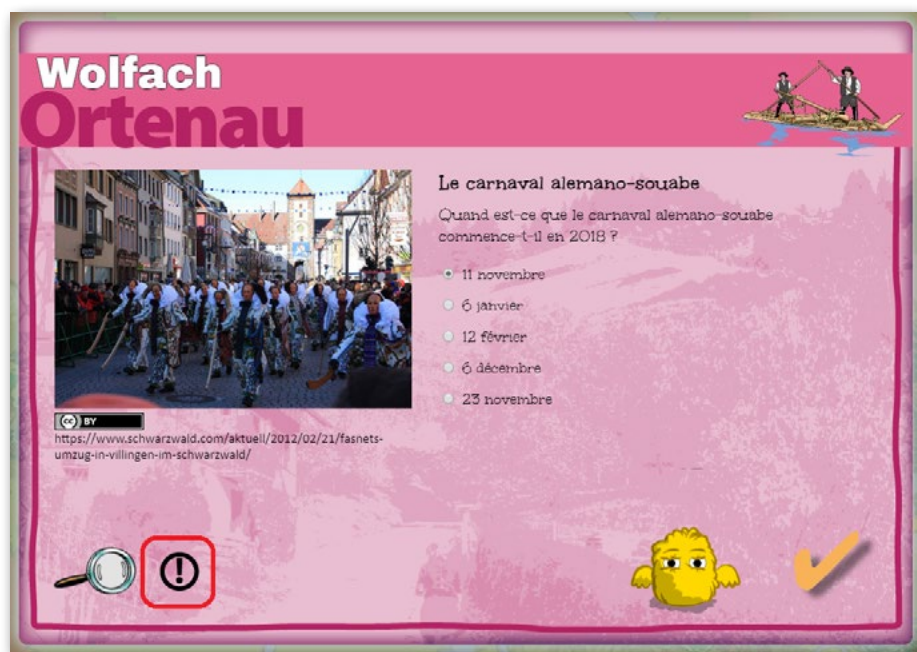 Wolfach
Ortenau
Le carnaval alemano-souabe
Quand est-ce que le carnaval alemano-souabe
commence-t-il en 2018 ?
11 novembre
6 janvier
12 février
6 décembre
23 novembre
cc BY
https://www.schwarzwald.com/aktuell/2012/02/21/fasnets-
umzug-in-villingen-im-schwarzwald/